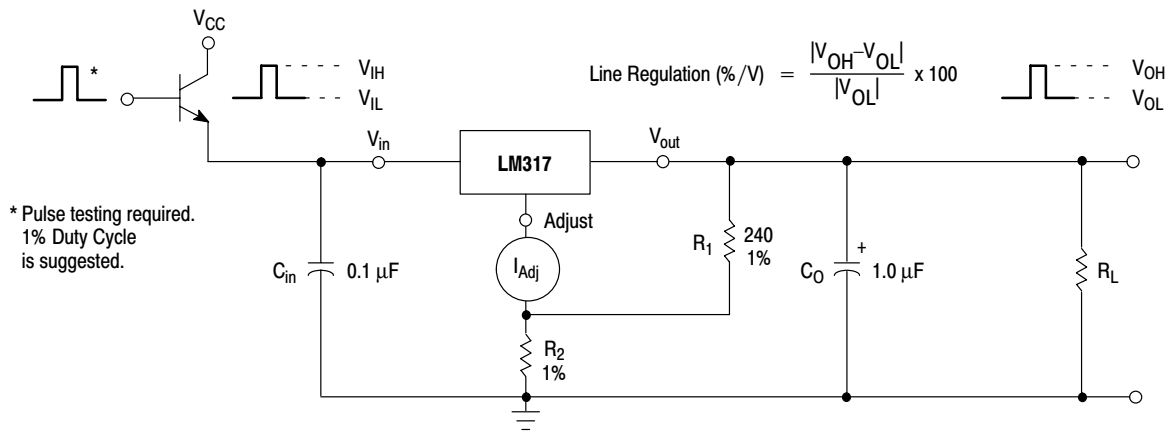 V_CC
*
V_IH
V_IL
Line Regulation (%/V) = |V_OH–V_OL| / |V_OL| x 100
V_OH
V_OL
V_in
LM317
V_out
* Pulse testing required.
1% Duty Cycle
is suggested.
Adjust
I_Adj
C_in
0.1 μF
R_1
240
1%
C_O
+
1.0 μF
R_L
R_2
1%